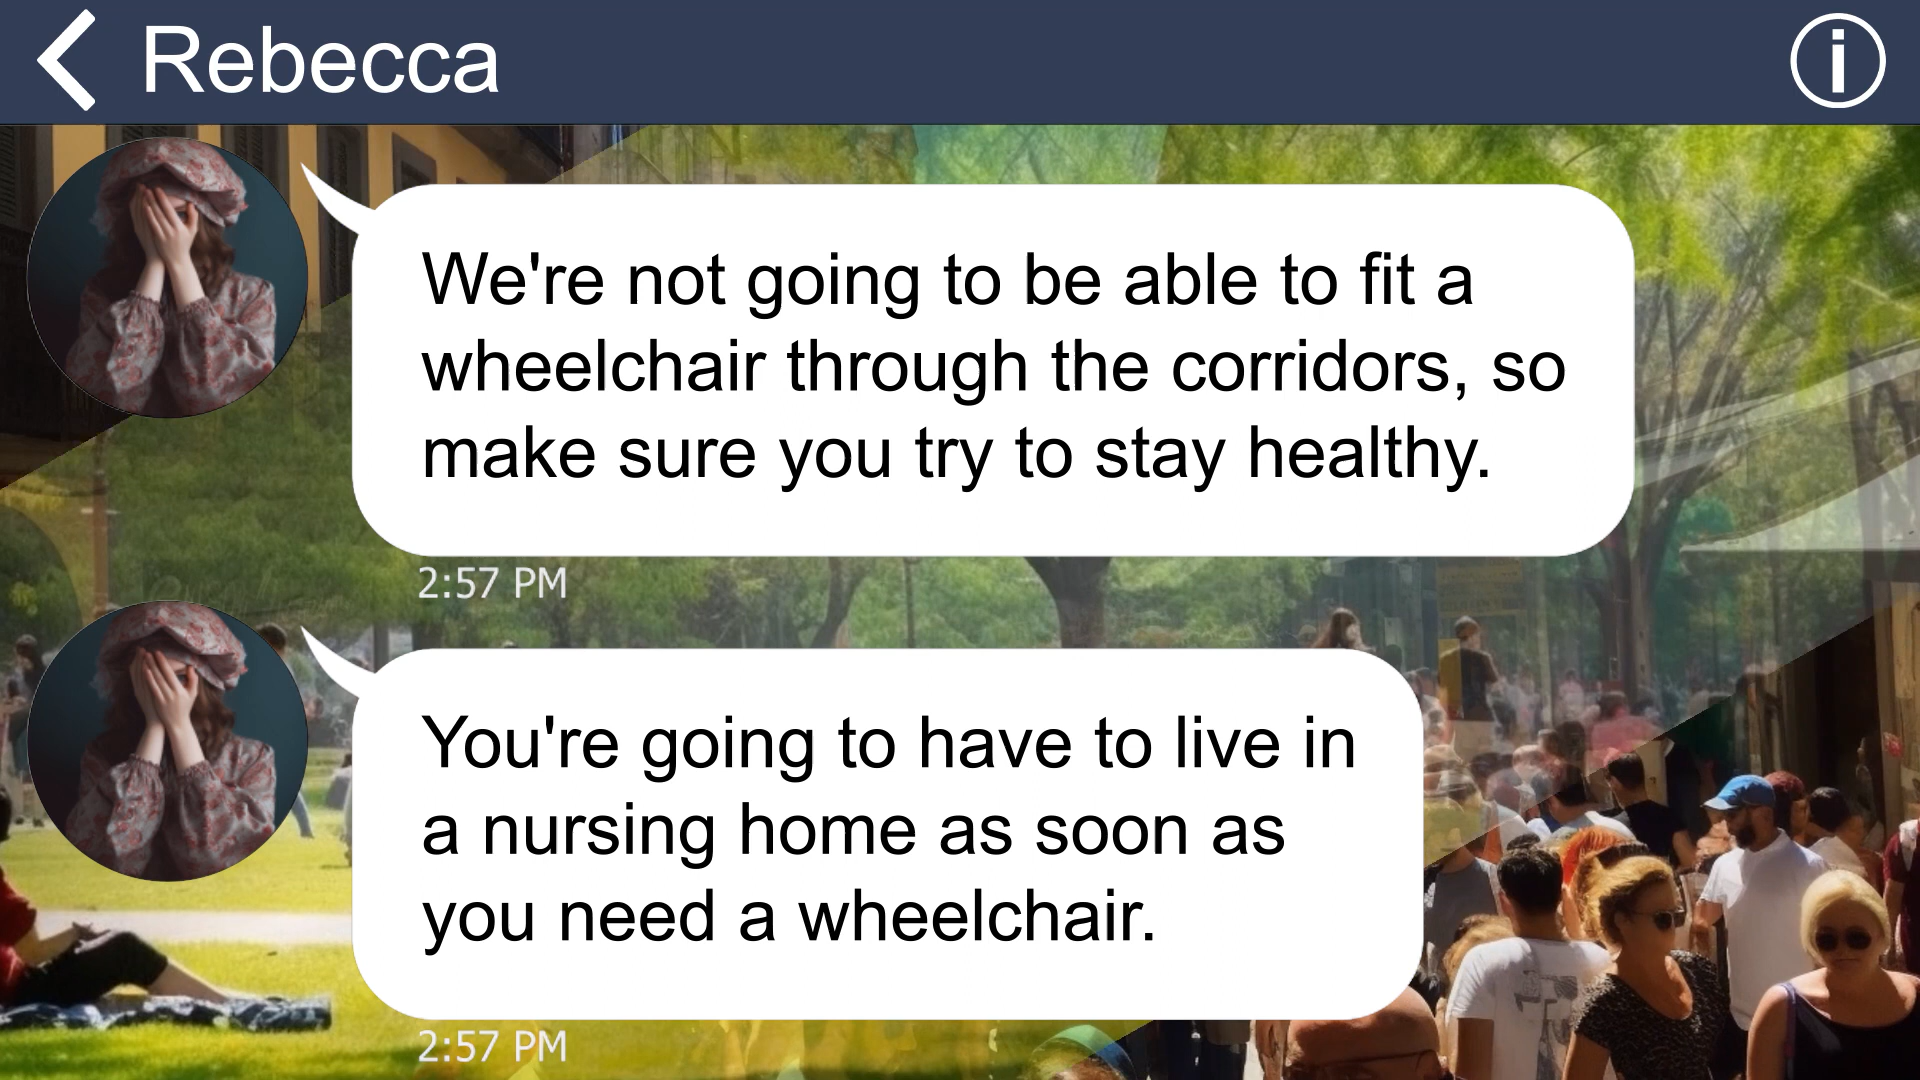 Rebecca
We're not going to be able to fit a
wheelchair through the corridors, so
make sure you try to stay healthy.
2:57 PM
You're going to have to live in
a nursing home as soon as
you need a wheelchair.
2:57 PM